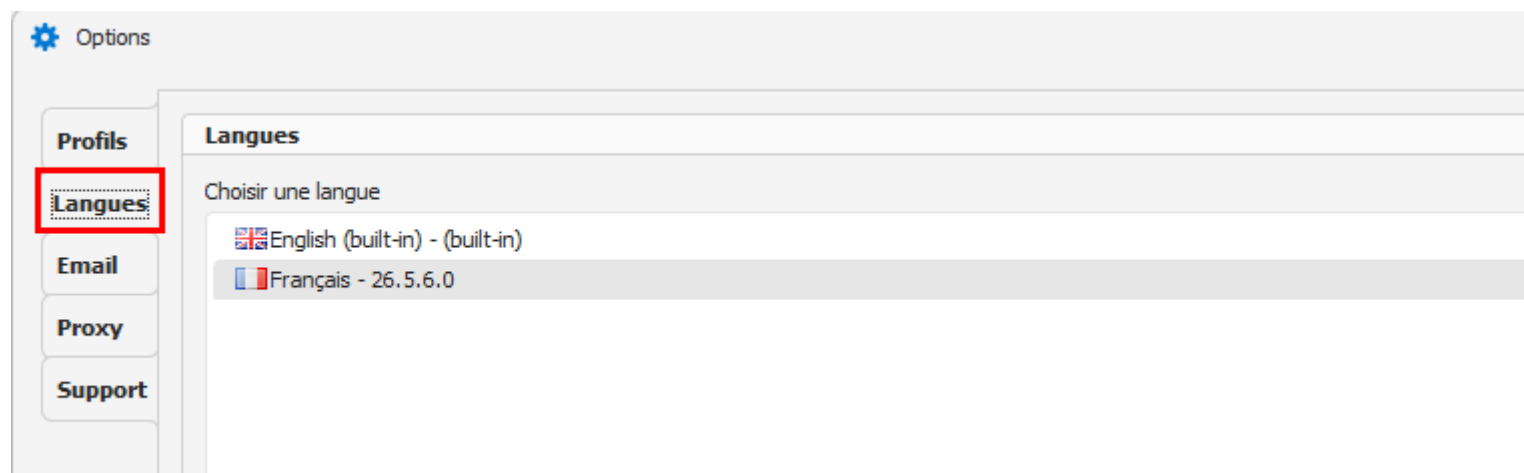 Options
Profils
Langues
Email
Proxy
Support
Langues
Choisir une langue
English (built-in) - (built-in)
Français - 26.5.6.0